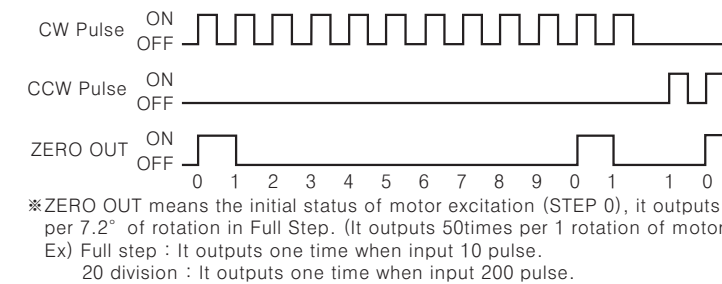 CW Pulse ON
OFF
CCW Pulse ON
OFF
ZERO OUT ON
OFF
0 1 2 3 4 5 6 7 8 9 0 1 1 0
※ZERO OUT means the initial status of motor excitation (STEP 0), it outputs
per 7.2° of rotation in Full Step. (It outputs 50times per 1 rotation of motor
Ex) Full step : It outputs one time when input 10 pulse.
20 division : It outputs one time when input 200 pulse.